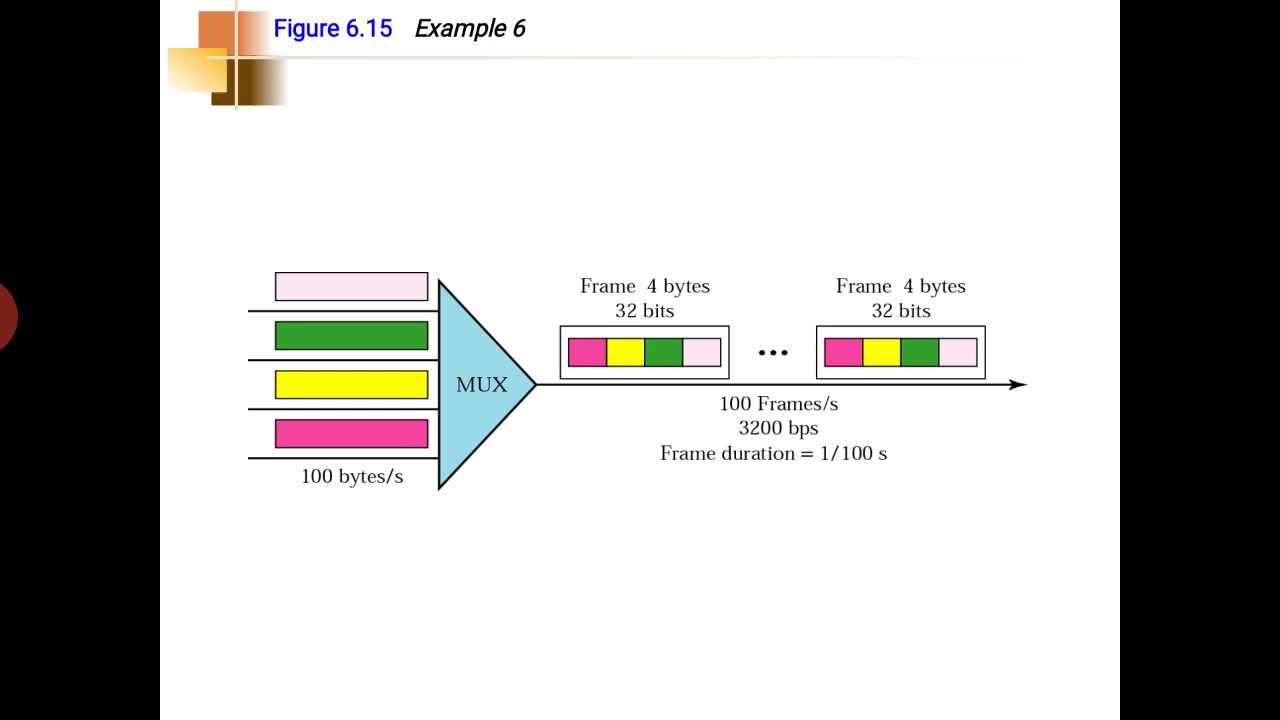 Figure 6.15 Example 6
Frame 4 bytes
32 bits
Frame 4 bytes
32 bits
MUX
100 bytes/s
100 Frames/s
3200 bps
Frame duration = 1/100 s